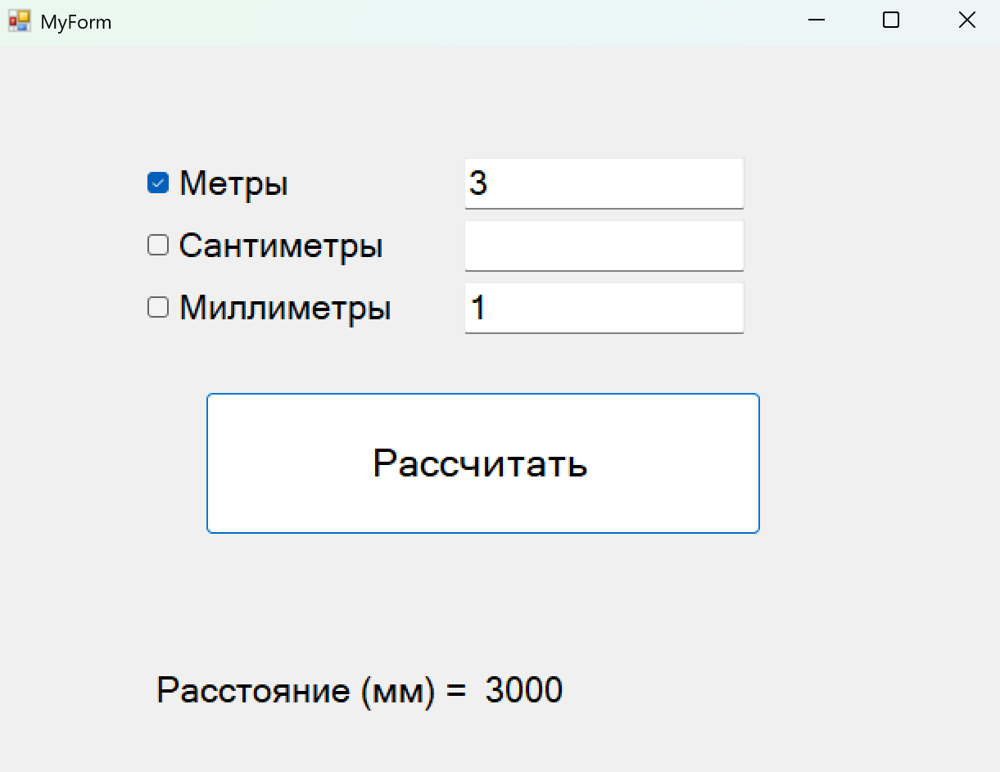 MyForm
Метры 3
Сантиметры
Миллиметры 1
Рассчитать
Расстояние (мм) = 3000